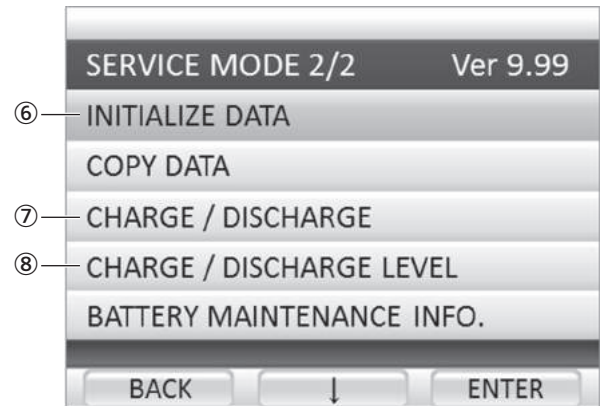 SERVICE MODE 2/2 Ver 9.99
⑥ INITIALIZE DATA
COPY DATA
⑦ CHARGE / DISCHARGE
⑧ CHARGE / DISCHARGE LEVEL
BATTERY MAINTENANCE INFO.
BACK ↓ ENTER